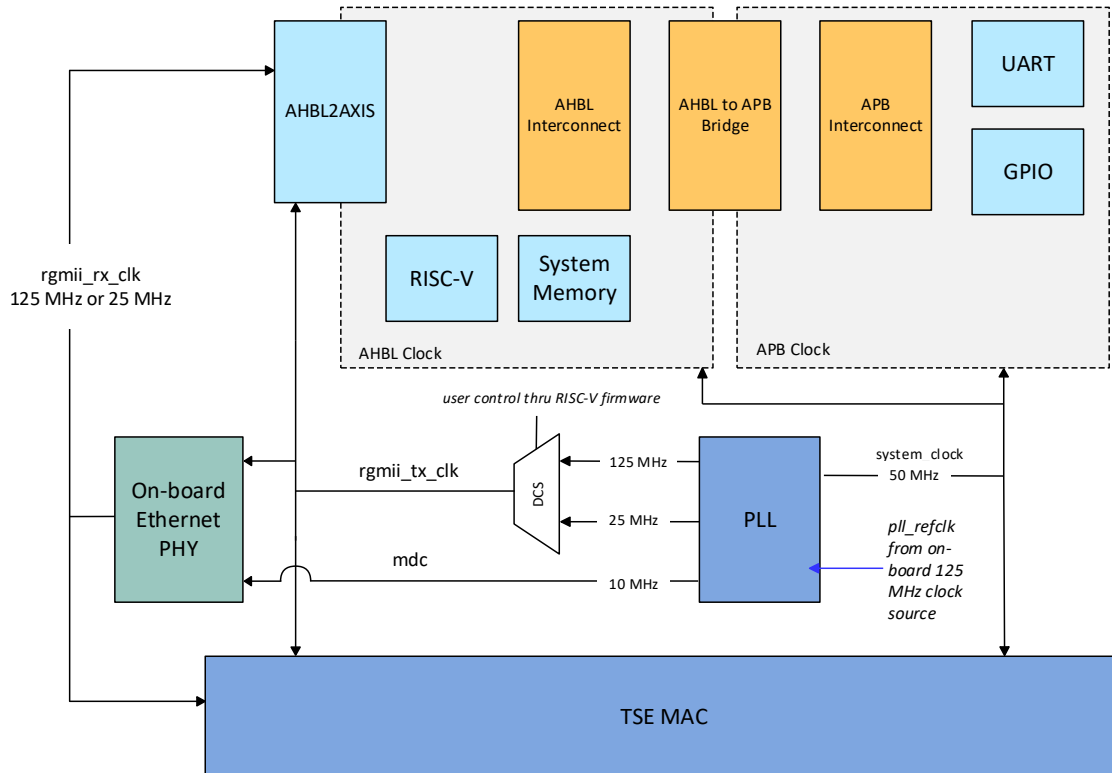 AHBL2AXIS
AHBL
Interconnect
AHBL to APB
Bridge
APB
Interconnect
UART
GPIO
RISC-V
System
Memory
AHBL Clock
APB Clock
rgmii_rx_clk
125 MHz or 25 MHz
user control thru RISC-V firmware
On-board
Ethernet
PHY
rgmii_tx_clk
mdc
DCS
125 MHz
25 MHz
10 MHz
PLL
system clock
50 MHz
pll_refclk
from on-
board 125
MHz clock
source
TSE MAC